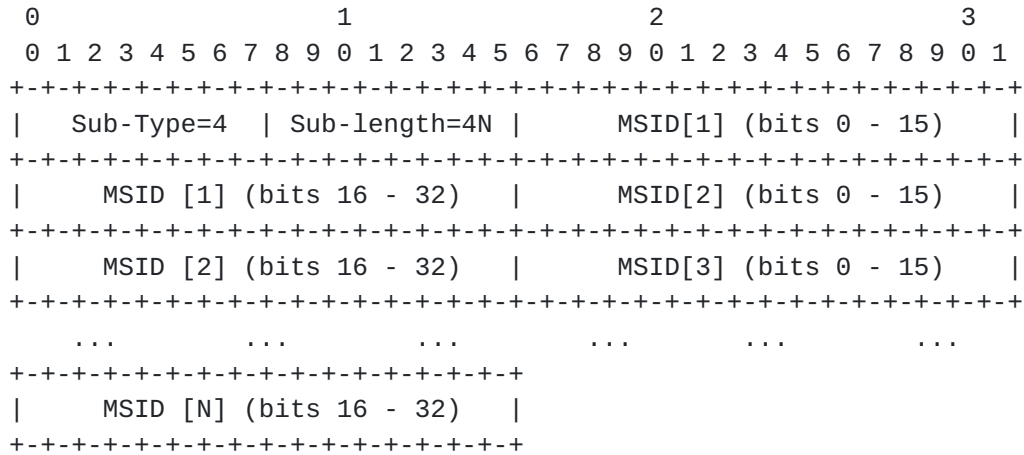 0                   1                   2                   3
 0 1 2 3 4 5 6 7 8 9 0 1 2 3 4 5 6 7 8 9 0 1 2 3 4 5 6 7 8 9 0 1
+-+-+-+-+-+-+-+-+-+-+-+-+-+-+-+-+-+-+-+-+-+-+-+-+-+-+-+-+-+-+-+-+
|   Sub-Type=4  | Sub-length=4N |      MSID[1] (bits 0 - 15)    |
+-+-+-+-+-+-+-+-+-+-+-+-+-+-+-+-+-+-+-+-+-+-+-+-+-+-+-+-+-+-+-+-+
|     MSID [1] (bits 16 - 32)   |      MSID[2] (bits 0 - 15)    |
+-+-+-+-+-+-+-+-+-+-+-+-+-+-+-+-+-+-+-+-+-+-+-+-+-+-+-+-+-+-+-+-+
|     MSID [2] (bits 16 - 32)   |      MSID[3] (bits 0 - 15)    |
+-+-+-+-+-+-+-+-+-+-+-+-+-+-+-+-+-+-+-+-+-+-+-+-+-+-+-+-+-+-+-+-+
    ...        ...        ...        ...       ...        ...
+-+-+-+-+-+-+-+-+-+-+-+-+-+-+-+-+
|     MSID [N] (bits 16 - 32)   |
+-+-+-+-+-+-+-+-+-+-+-+-+-+-+-+-+